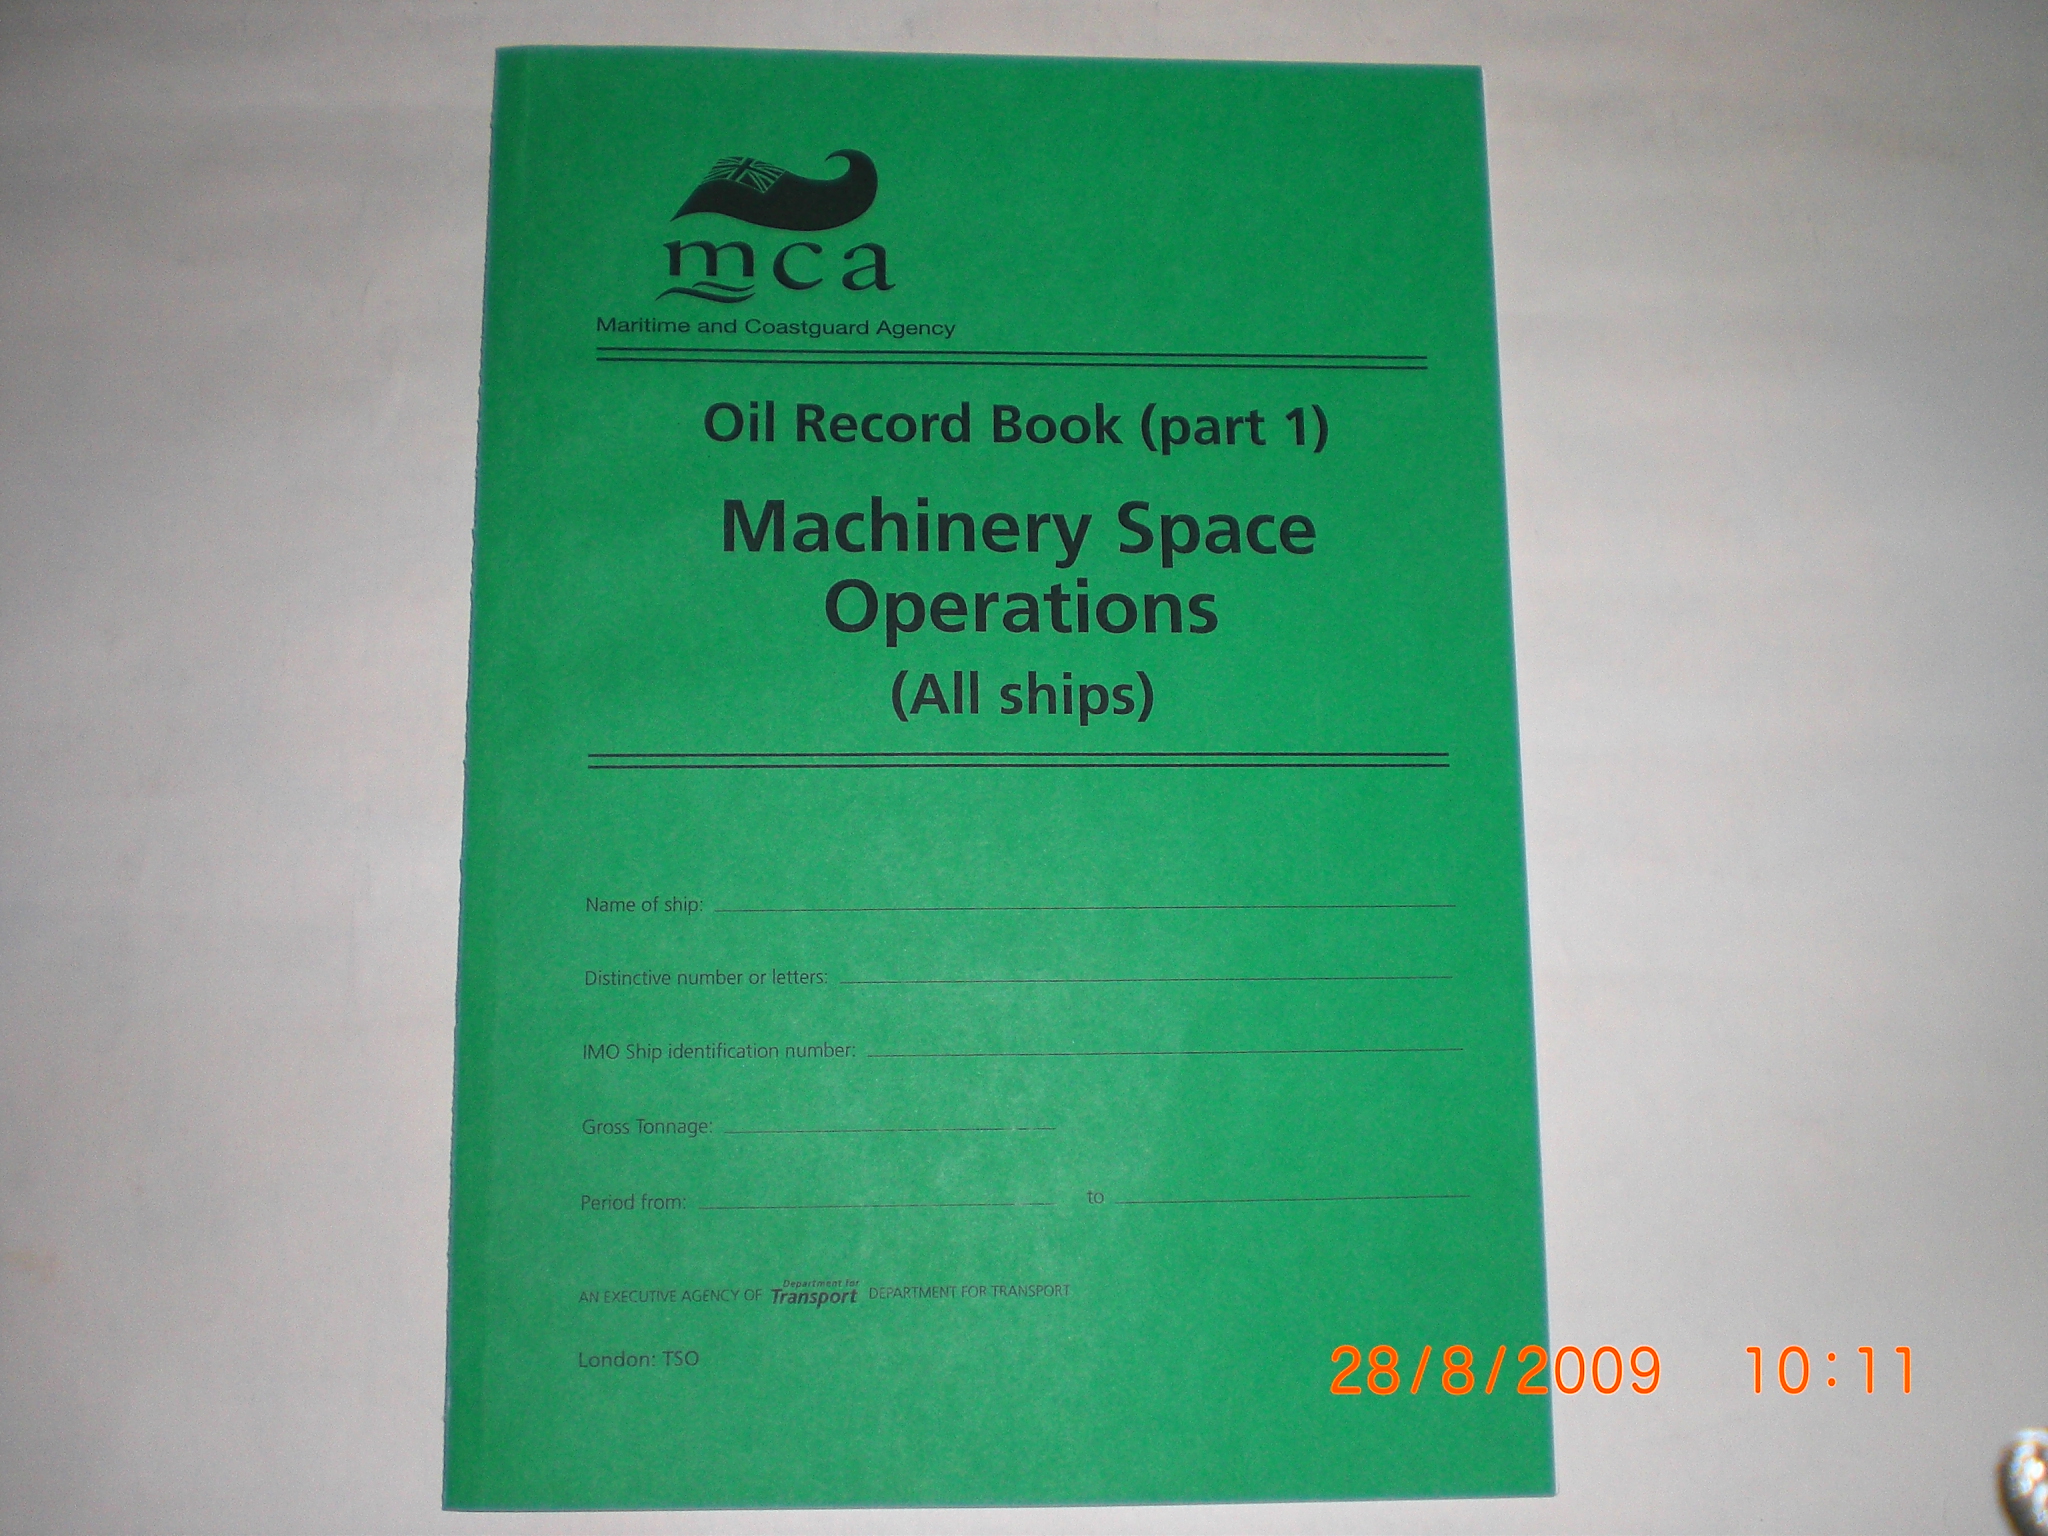 mca
Maritime and Coastguard Agency
Oil Record Book (part 1)
Machinery Space
Operations
(All ships)
Name of ship:
Distinctive number or letters:
IMO Ship identification number:
Gross Tonnage:
Period from: to
AN EXECUTIVE AGENCY OF Department for Transport DEPARTMENT FOR TRANSPORT
London: TSO
28/8/2009 10:11